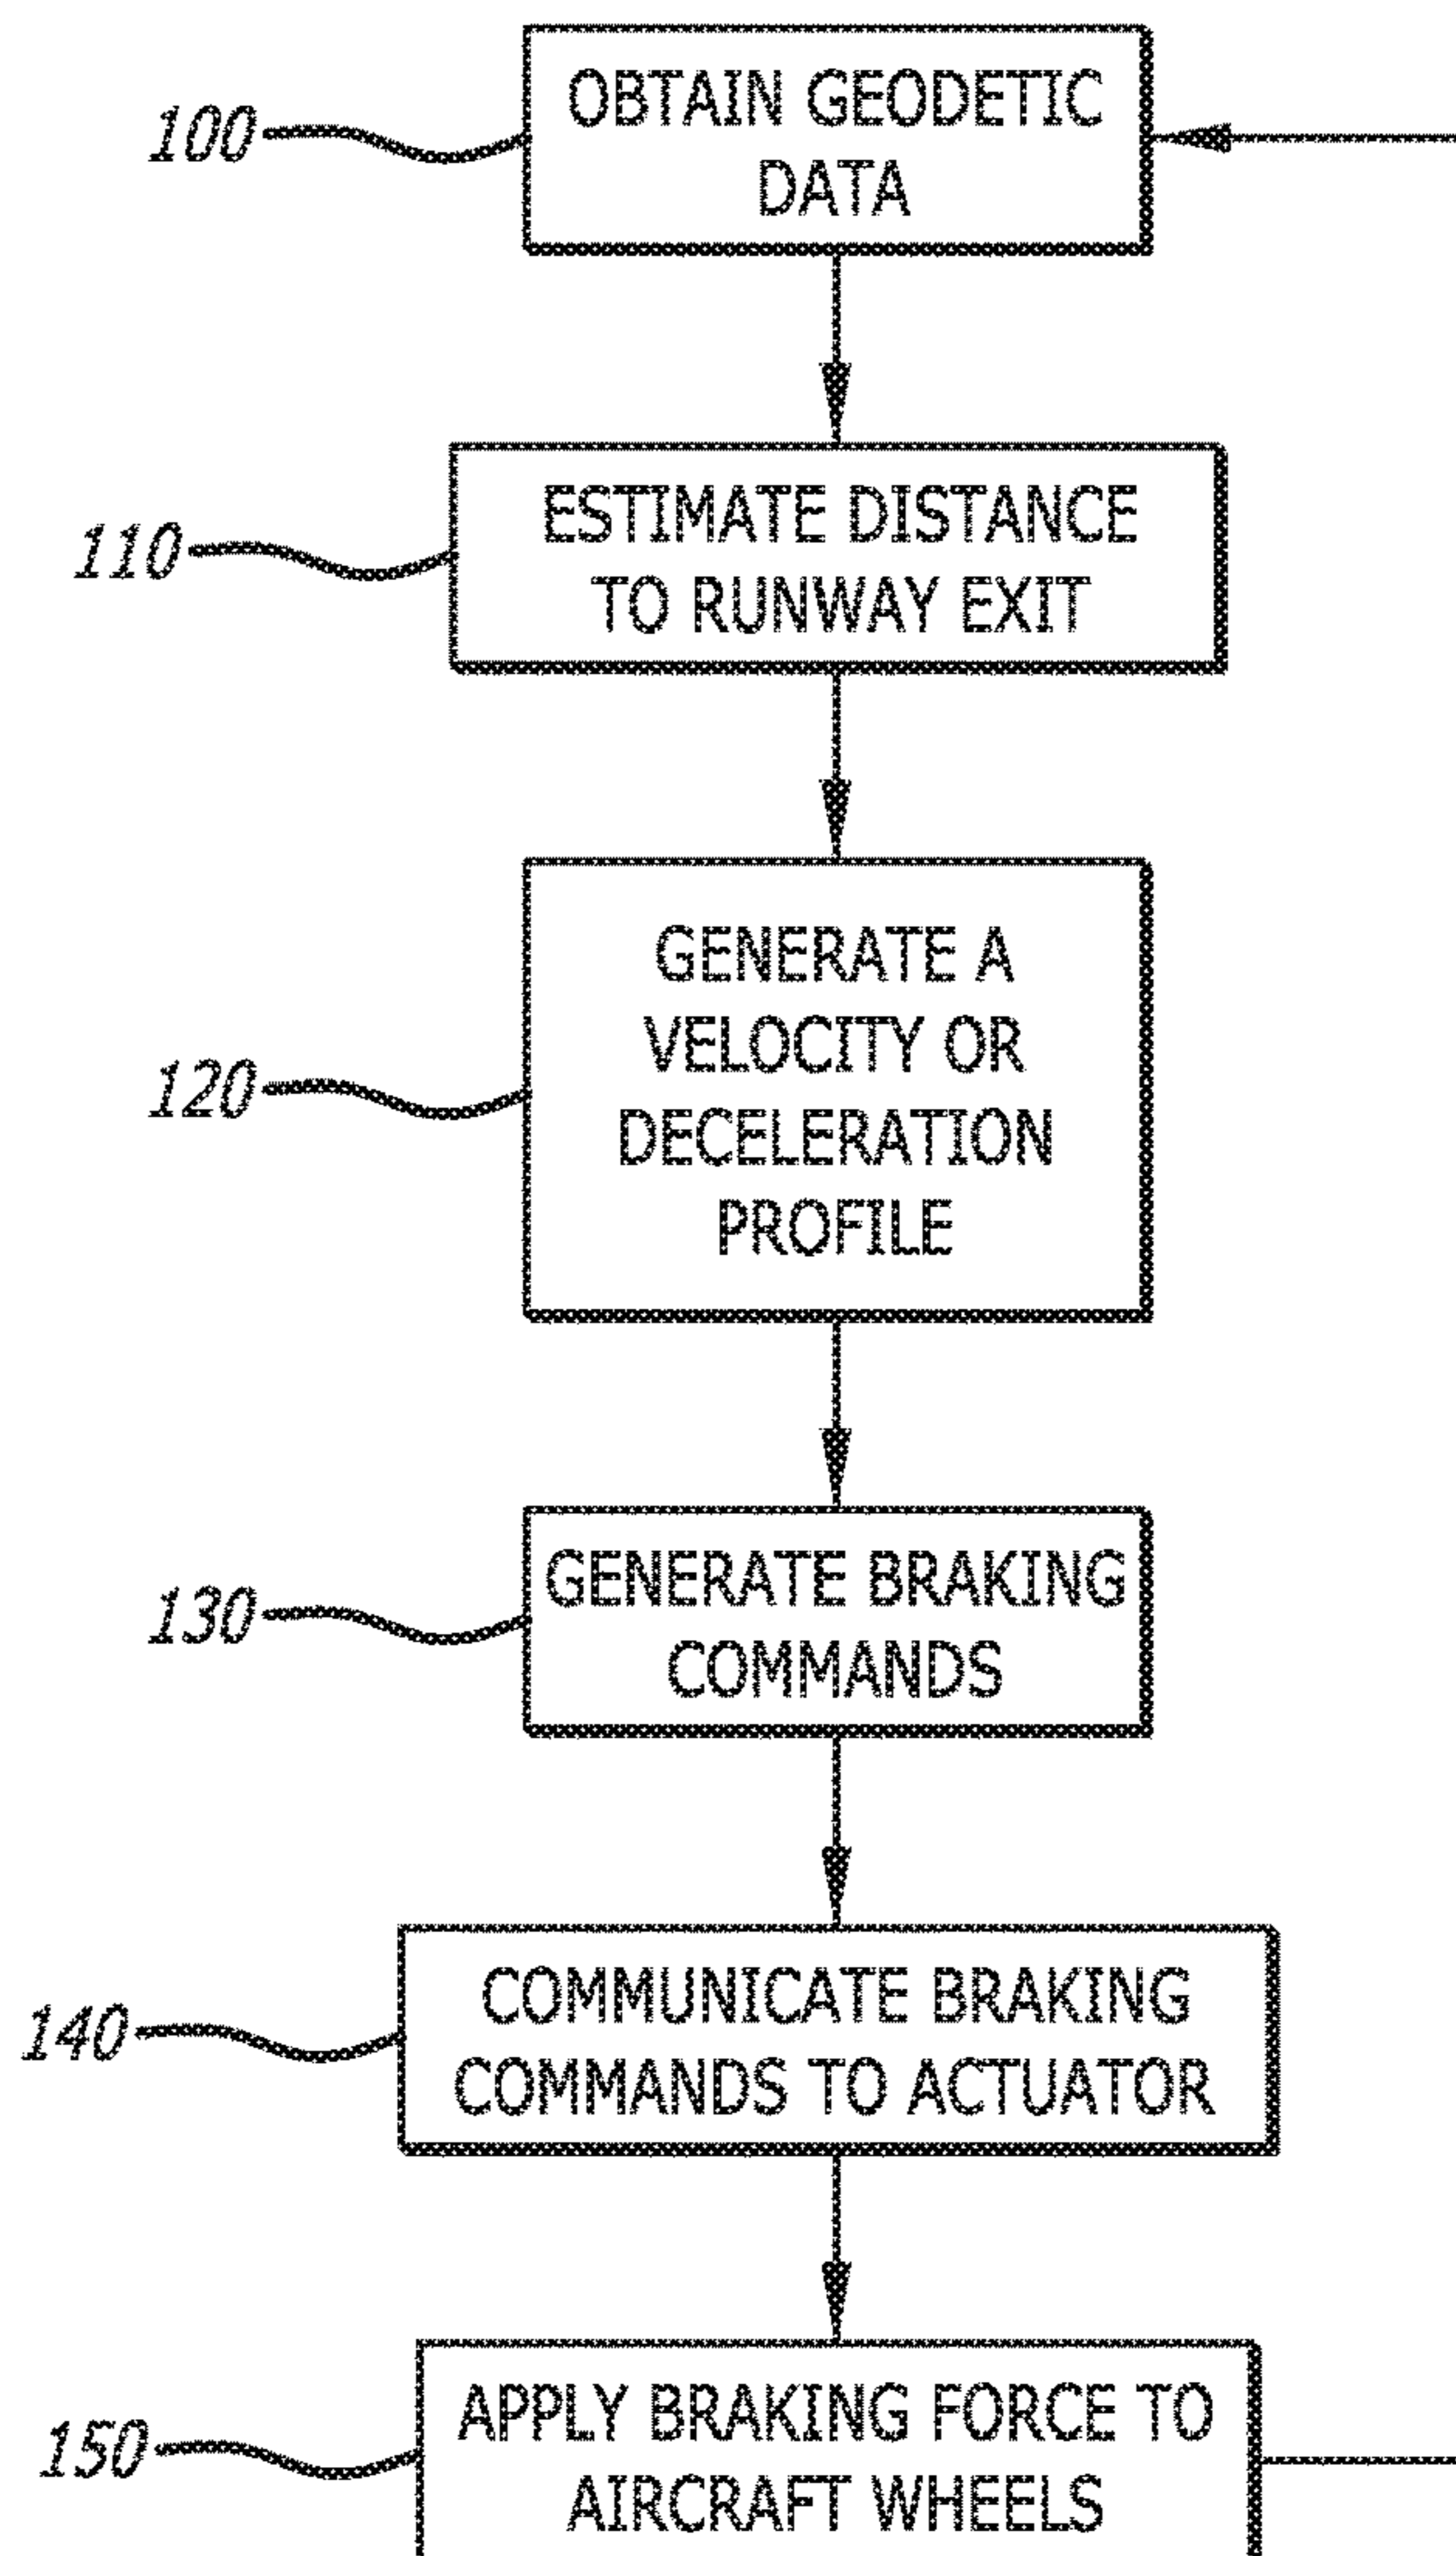 100
OBTAIN GEODETIC
DATA
110
ESTIMATE DISTANCE
TO RUNWAY EXIT
120
GENERATE A
VELOCITY OR
DECELERATION
PROFILE
130
GENERATE BRAKING
COMMANDS
140
COMMUNICATE BRAKING
COMMANDS TO ACTUATOR
150
APPLY BRAKING FORCE TO
AIRCRAFT WHEELS